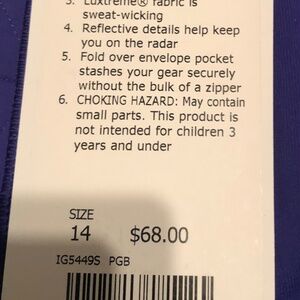 3. Luxtreme® fabric is
sweat-wicking
4. Reflective details help keep
you on the radar
5. Fold over envelope pocket
stashes your gear securely
without the bulk of a zipper
6. CHOKING HAZARD: May contain
small parts. This product is
not intended for children 3
years and under
SIZE
14 $68.00
IG5449S PGB